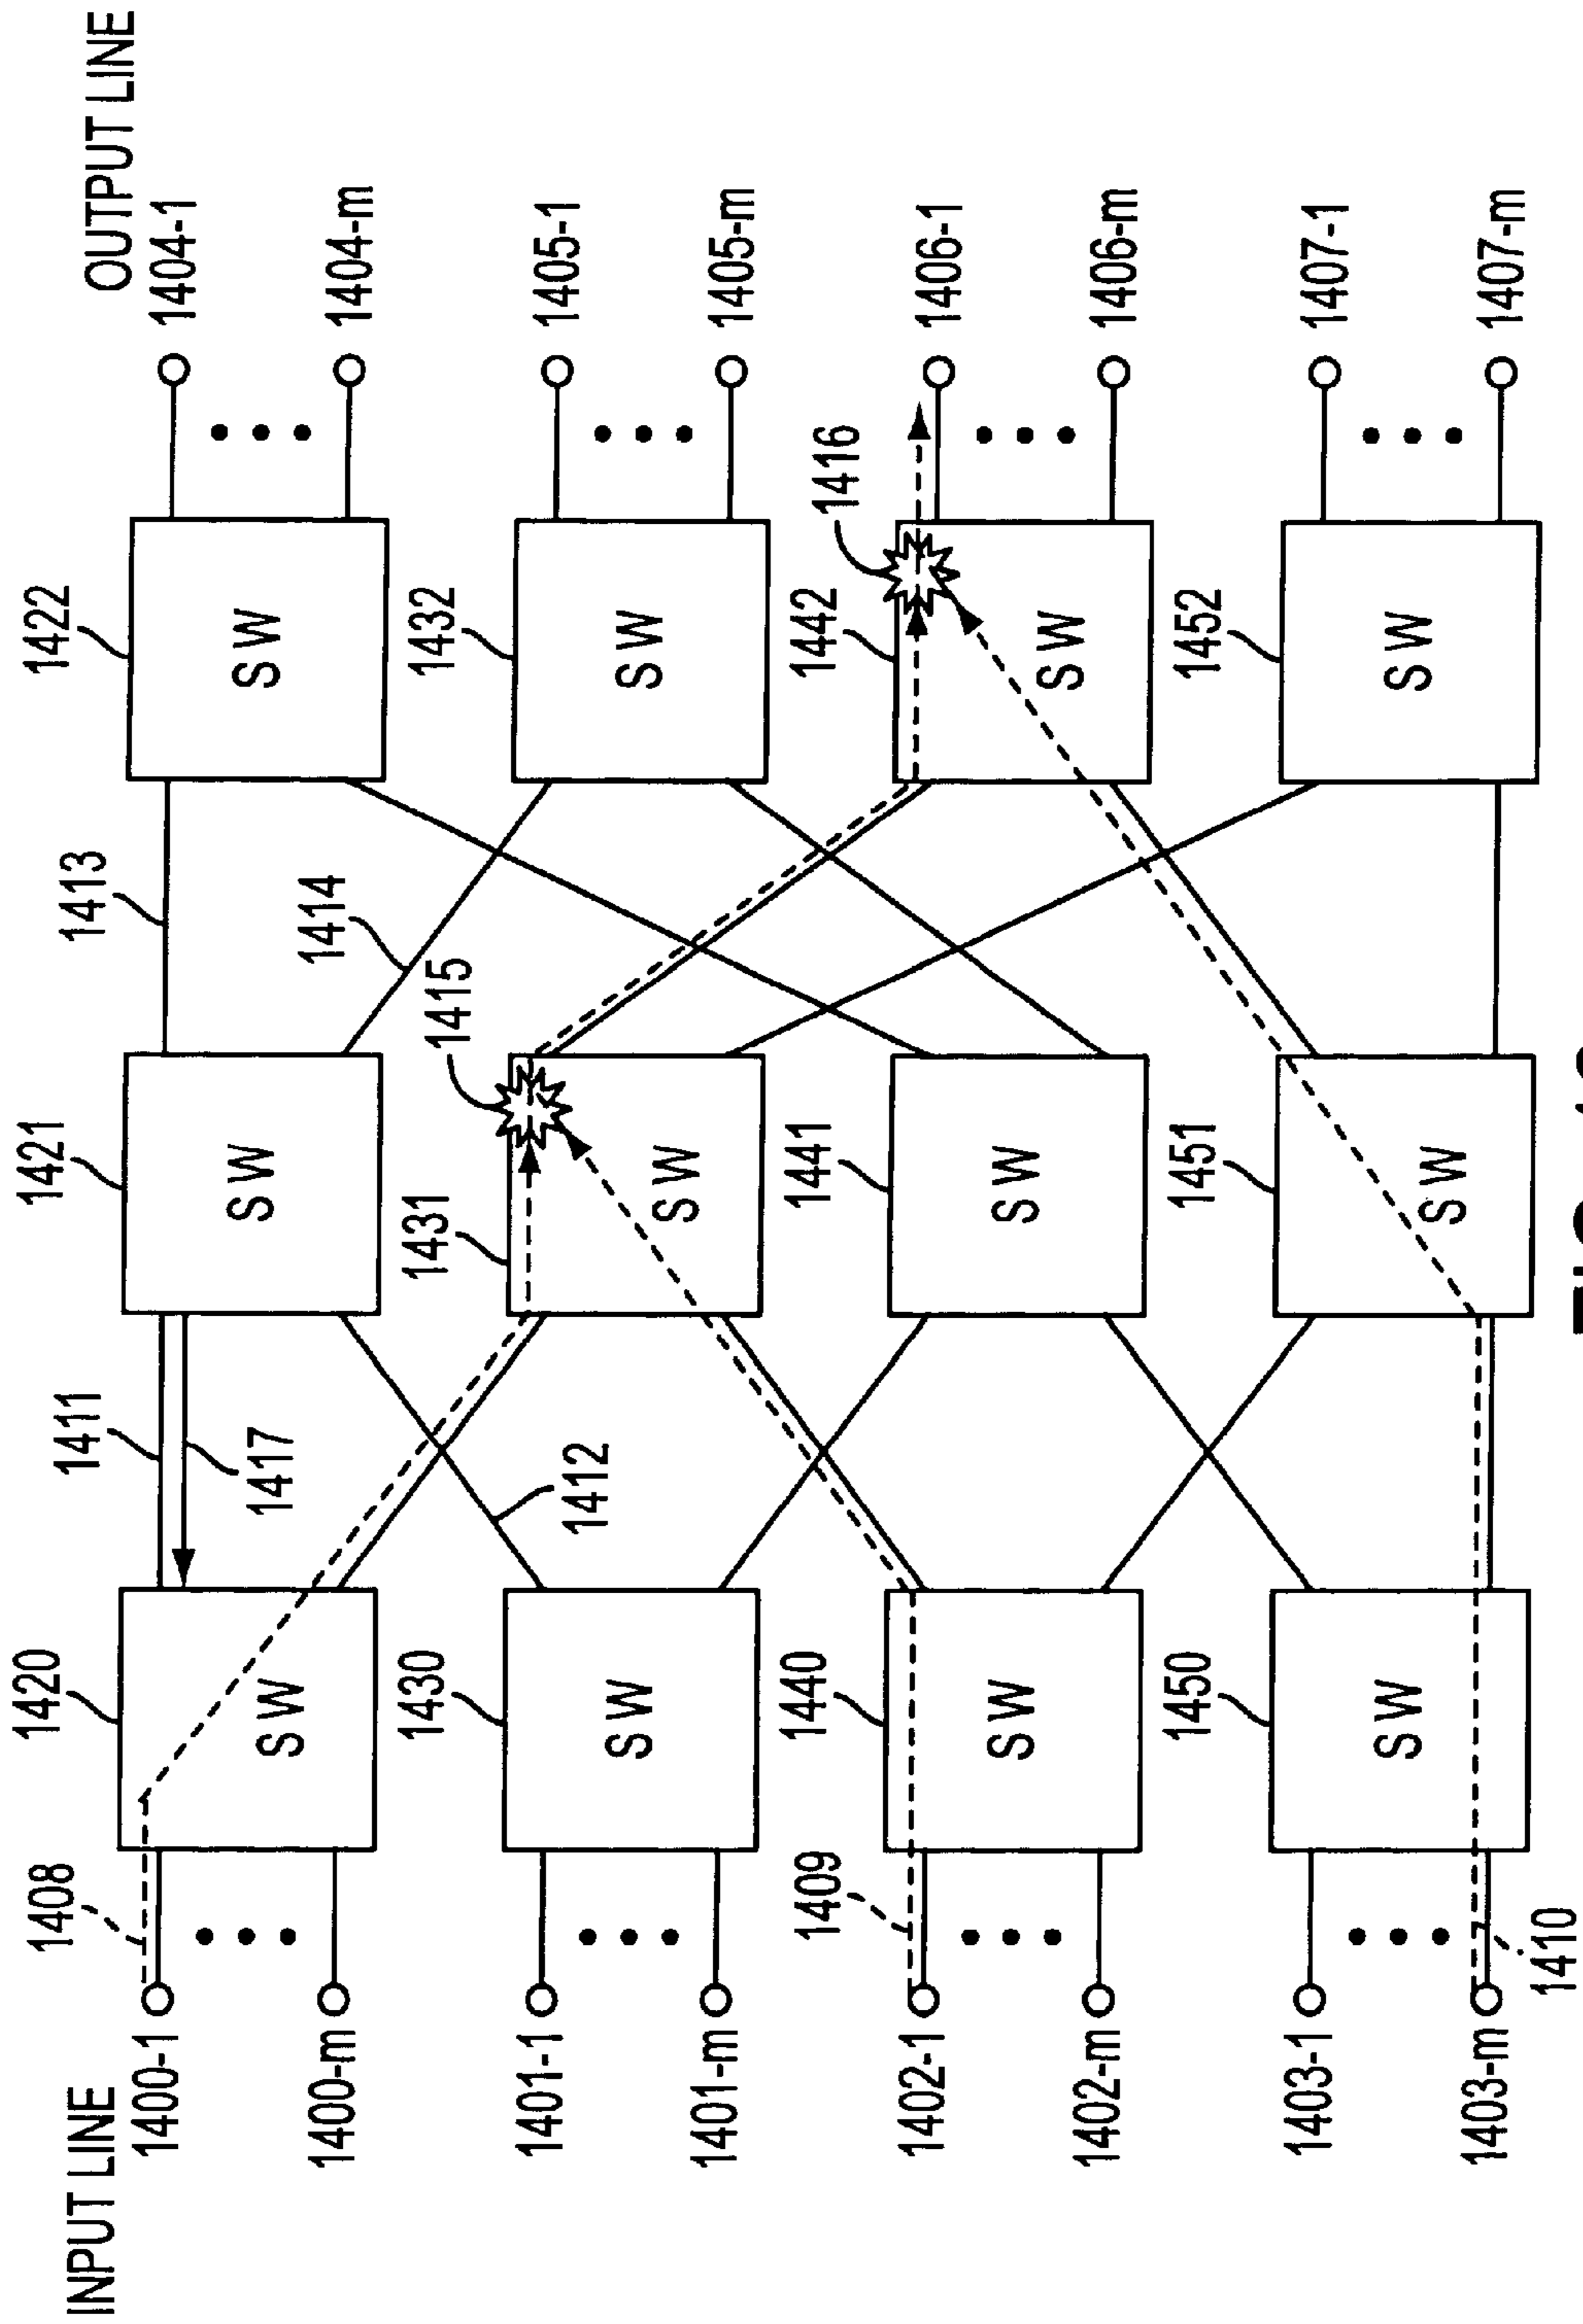 INPUT LINE
OUTPUT LINE
1400-1
1400-m
1401-1
1401-m
1402-1
1402-m
1403-1
1403-m
1408
1409
1410
1420
SW
1430
SW
1440
SW
1450
SW
1411
1417
1412
1421
SW
1431
SW
1441
SW
1451
SW
1413
1414
1415
1416
1422
SW
1432
SW
1442
SW
1452
SW
1404-1
1404-m
1405-1
1405-m
1406-1
1406-m
1407-1
1407-m